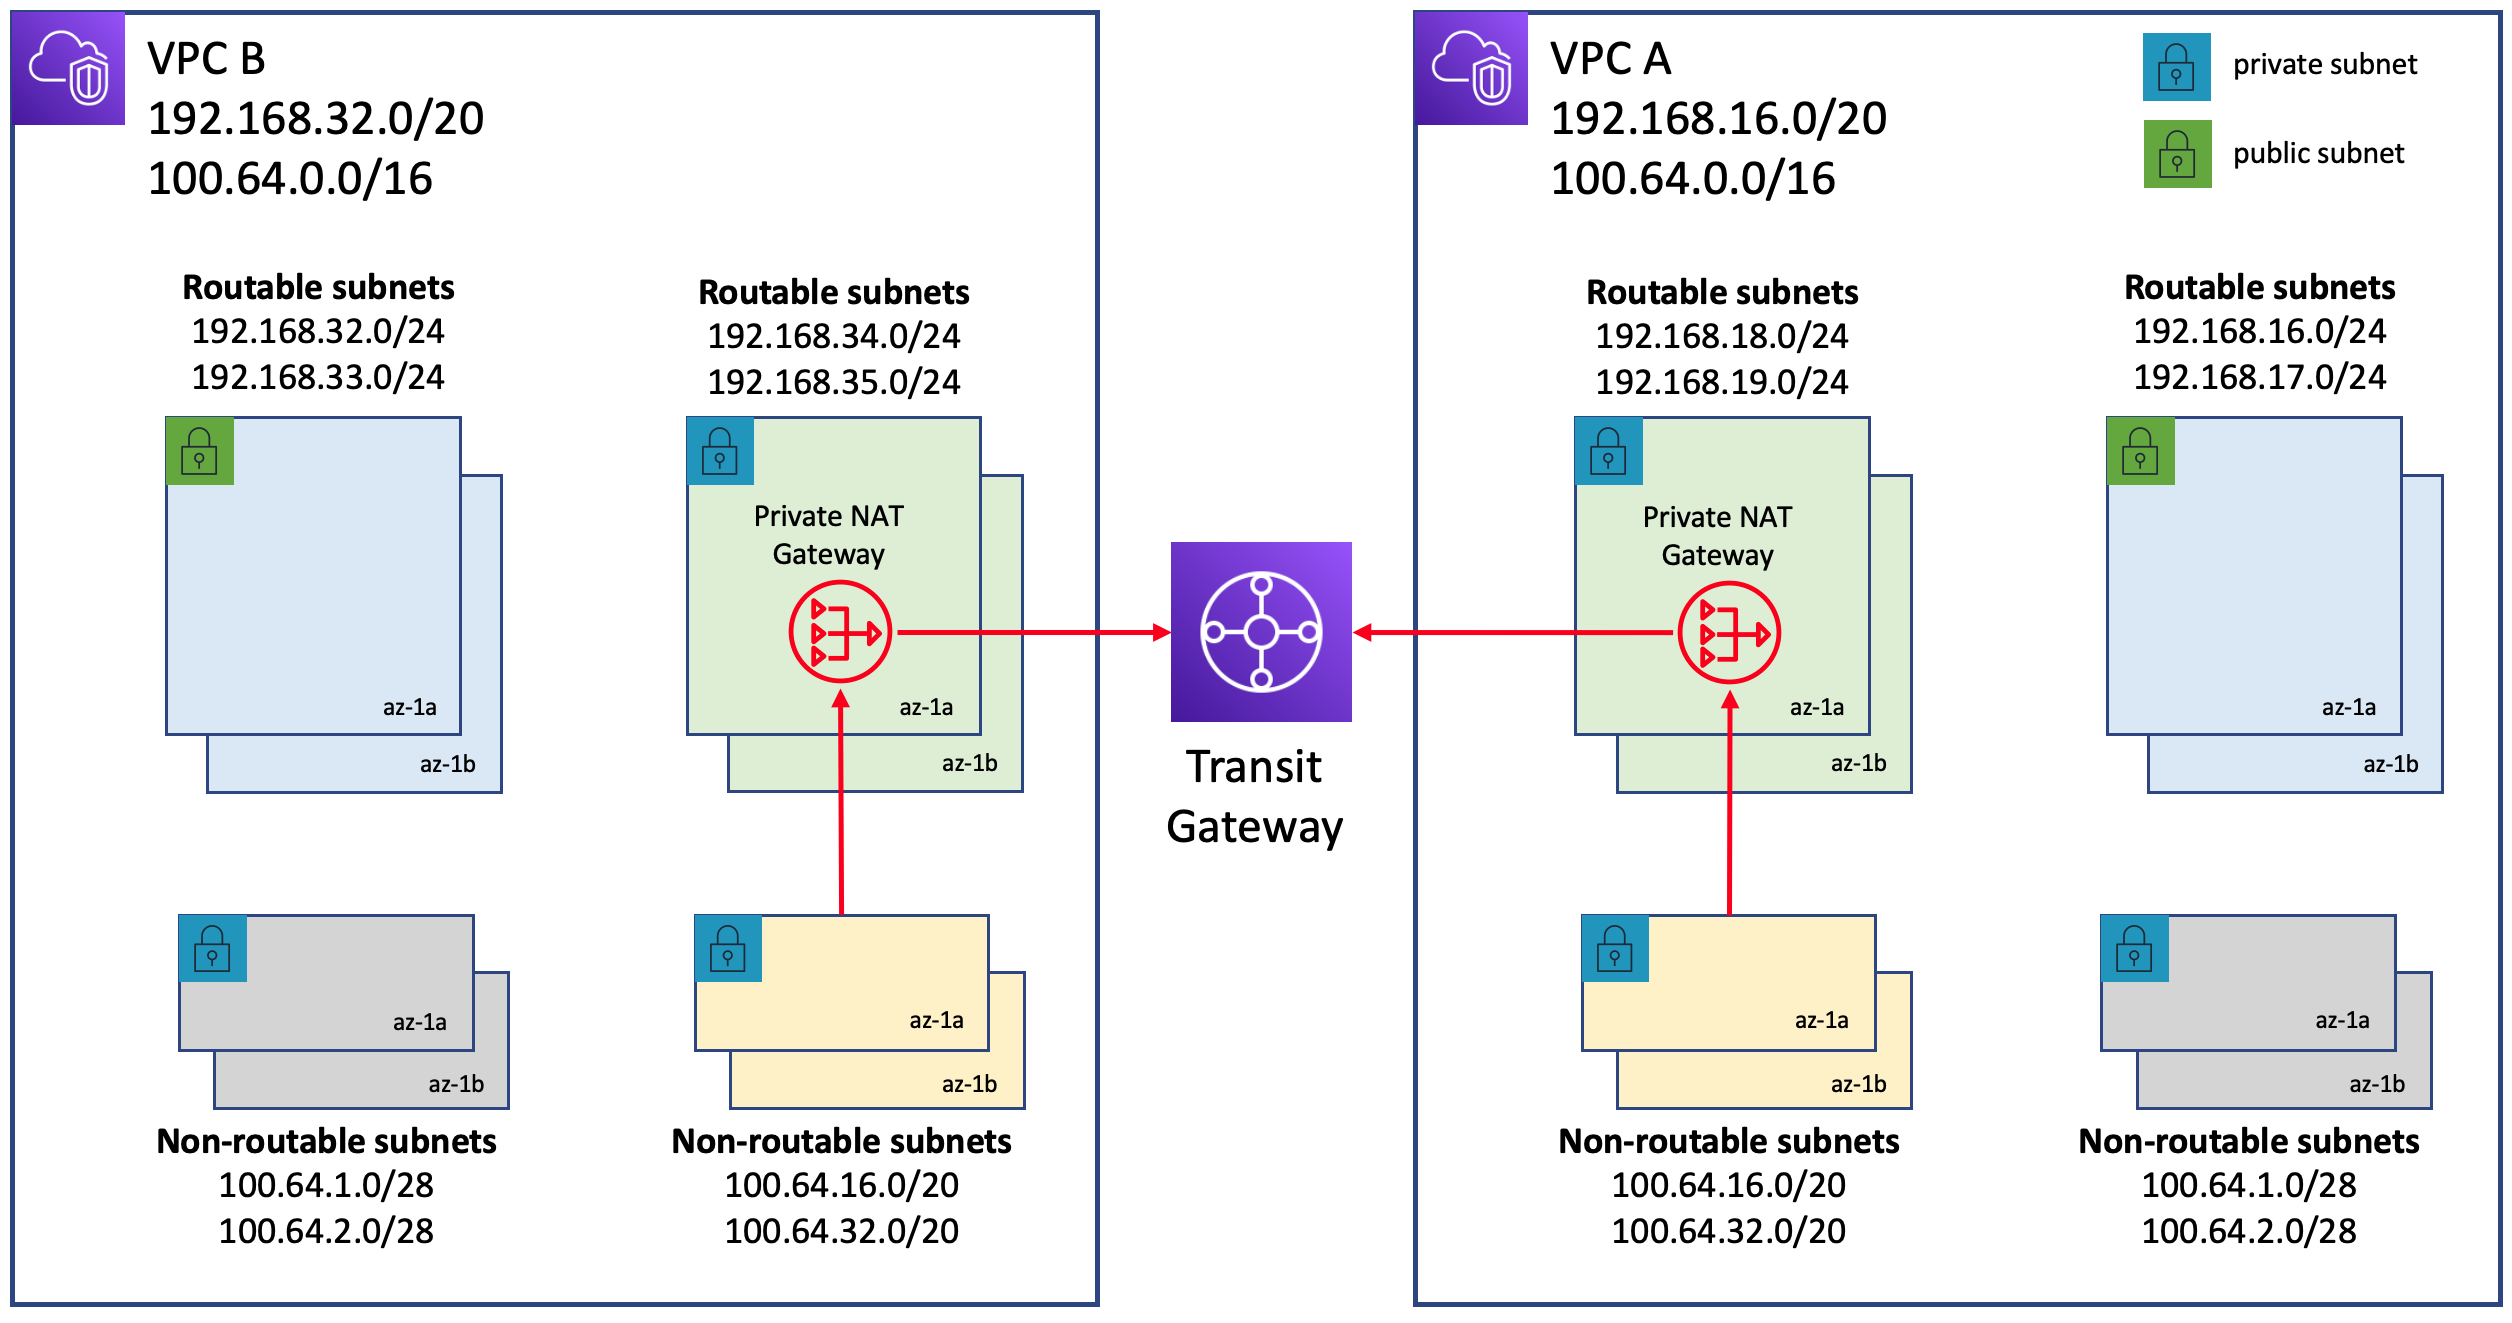 VPC B
192.168.32.0/20
100.64.0.0/16
Routable subnets
192.168.32.0/24
192.168.33.0/24
az-1a
az-1b
Routable subnets
192.168.34.0/24
192.168.35.0/24
Private NAT
Gateway
az-1a
az-1b
az-1a
az-1b
Non-routable subnets
100.64.1.0/28
100.64.2.0/28
az-1a
az-1b
Non-routable subnets
100.64.16.0/20
100.64.32.0/20
Transit
Gateway
VPC A
192.168.16.0/20
100.64.0.0/16
private subnet
public subnet
Routable subnets
192.168.18.0/24
192.168.19.0/24
Private NAT
Gateway
az-1a
az-1b
Routable subnets
192.168.16.0/24
192.168.17.0/24
az-1a
az-1b
az-1a
az-1b
Non-routable subnets
100.64.16.0/20
100.64.32.0/20
az-1a
az-1b
Non-routable subnets
100.64.1.0/28
100.64.2.0/28